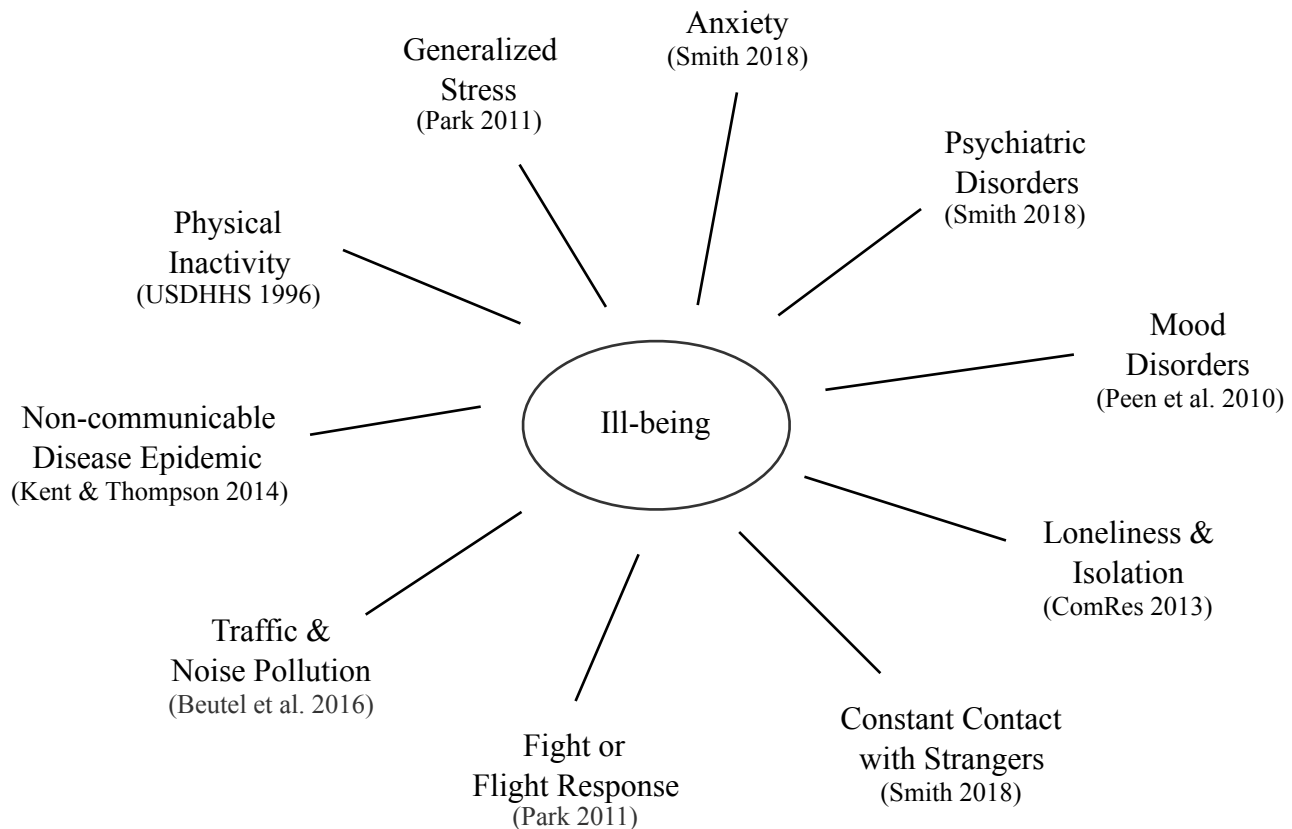 Anxiety
(Smith 2018)
Generalized
Stress
(Park 2011)
Psychiatric
Disorders
(Smith 2018)
Physical
Inactivity
(USDHHS 1996)
Mood
Disorders
(Peen et al. 2010)
Non-communicable
Disease Epidemic
(Kent & Thompson 2014)
Ill-being
Loneliness &
Isolation
(ComRes 2013)
Traffic &
Noise Pollution
(Beutel et al. 2016)
Constant Contact
with Strangers
(Smith 2018)
Fight or
Flight Response
(Park 2011)